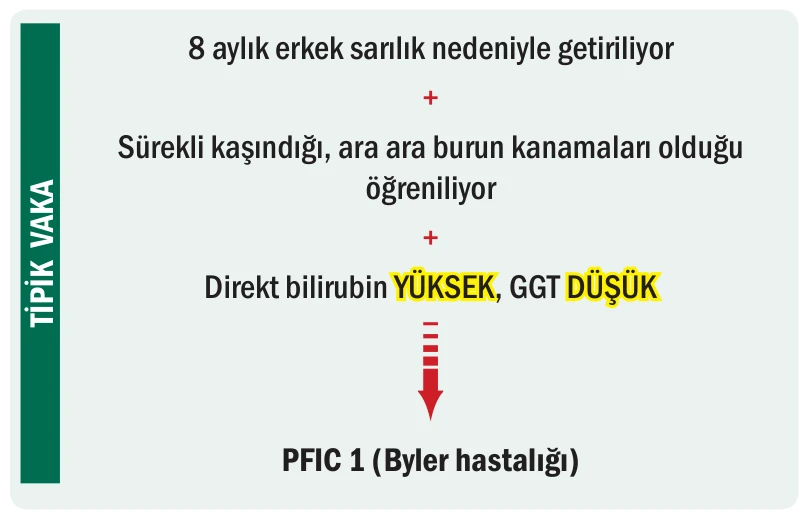 TİPİK VAKA
8 aylık erkek sarılık nedeniyle getiriliyor
+
Sürekli kaşındığı, ara ara burun kanamaları olduğu
öğreniliyor
+
Direkt bilirubin YÜKSEK, GGT DÜŞÜK
PFIC 1 (Byler hastalığı)